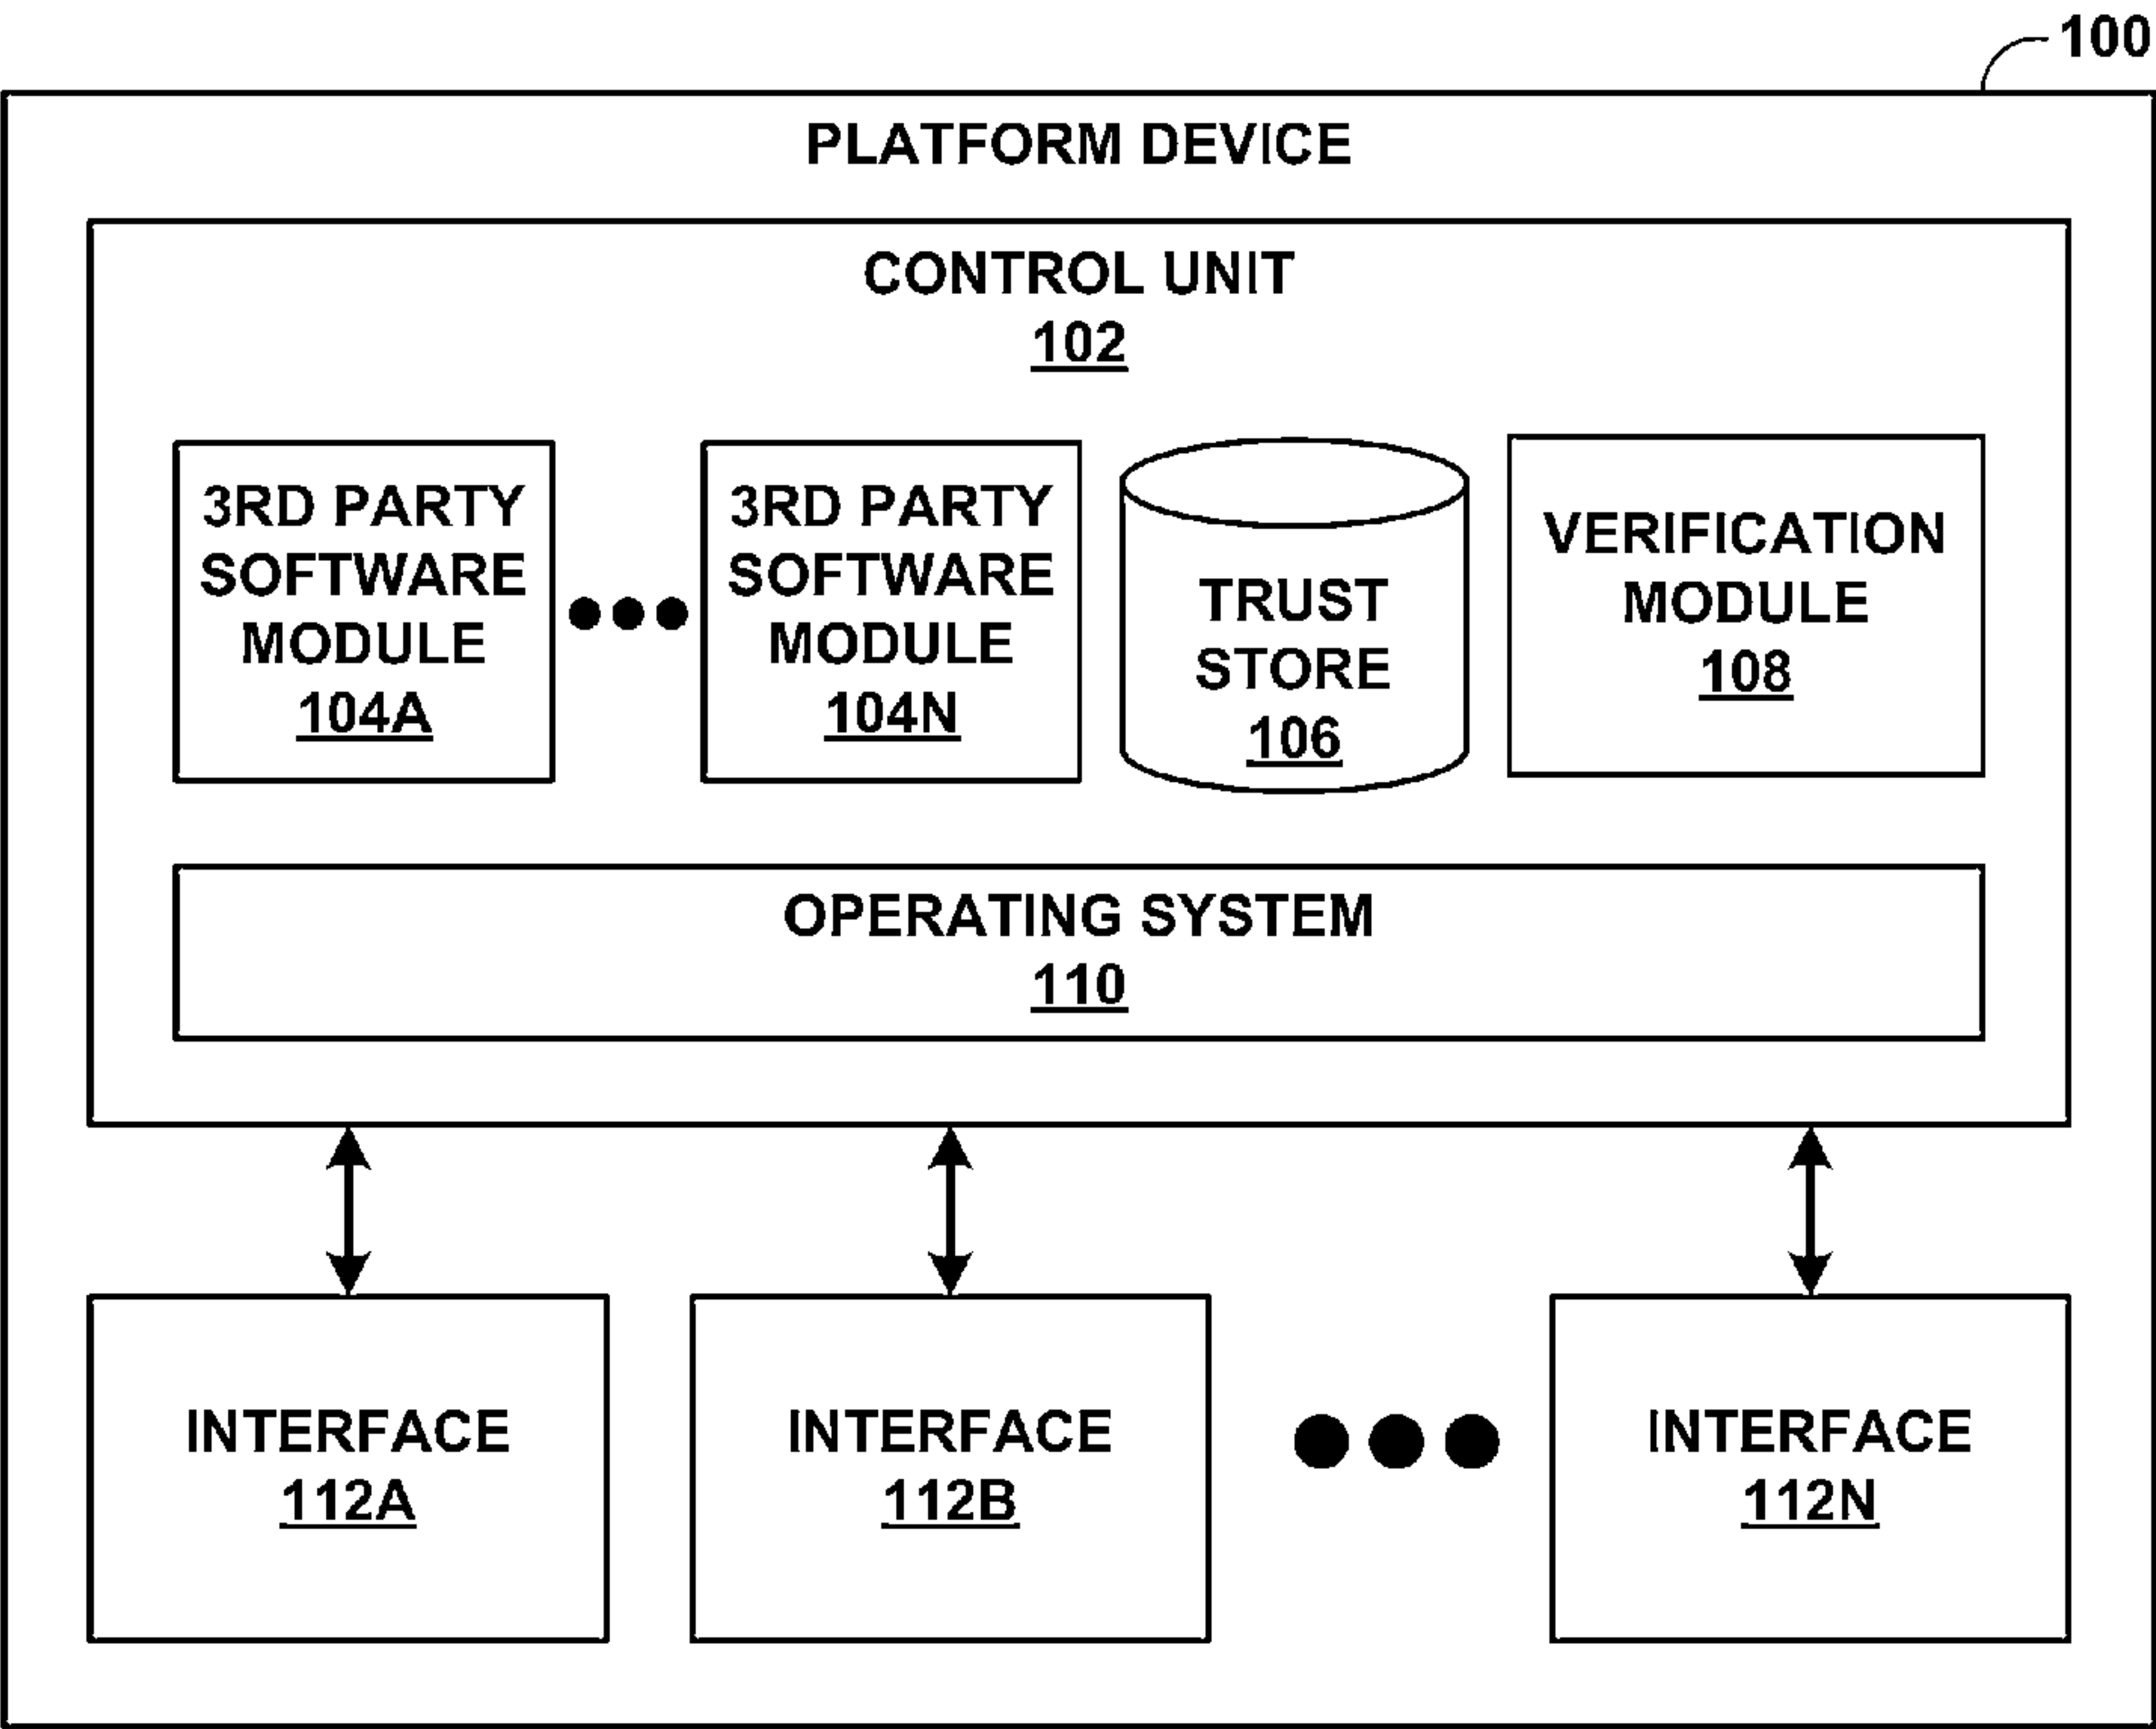 100
PLATFORM DEVICE
CONTROL UNIT
102
3RD PARTY
SOFTWARE
MODULE
104A
3RD PARTY
SOFTWARE
MODULE
104N
TRUST
STORE
106
VERIFICATION
MODULE
108
OPERATING SYSTEM
110
INTERFACE
112A
INTERFACE
112B
INTERFACE
112N